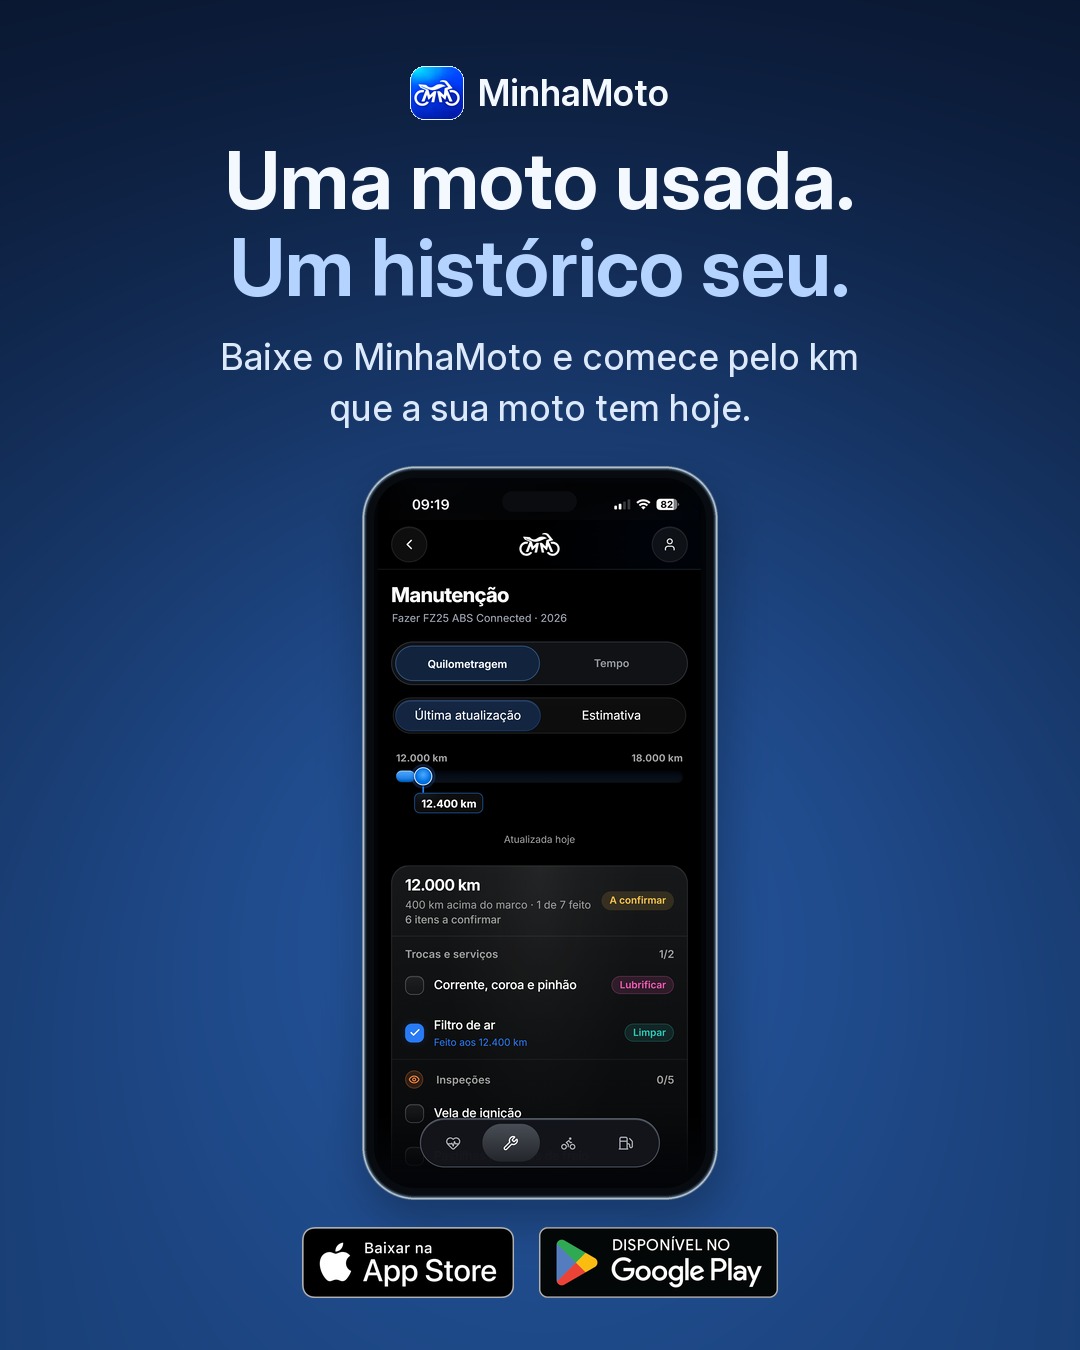 MinhaMoto
Uma moto usada.
Um histórico seu.
Baixe o MinhaMoto e comece pelo km
que a sua moto tem hoje.
09:19
82
MM
Manutenção
Fazer FZ25 ABS Connected · 2026
Quilometragem
Tempo
Última atualização
Estimativa
12.000 km
18.000 km
12.400 km
Atualizada hoje
12.000 km
400 km acima do marco · 1 de 7 feito
6 itens a confirmar
A confirmar
Trocas e serviços
1/2
Corrente, coroa e pinhão
Lubrificar
Filtro de ar
Feito aos 12.400 km
Limpar
Inspeções
0/5
Vela de ignição
Baixar na
App Store
DISPONÍVEL NO
Google Play